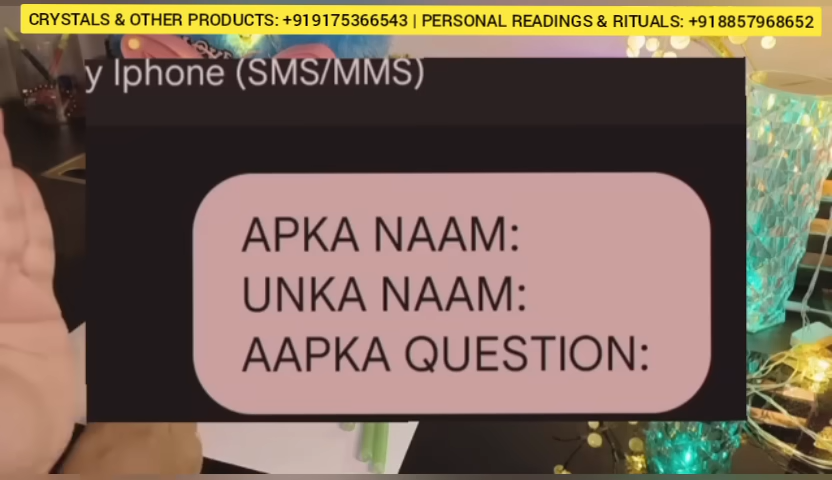 CRYSTALS & OTHER PRODUCTS: +919175366543 | PERSONAL READINGS & RITUALS: +918857968652
y Iphone (SMS/MMS)
APKA NAAM:
UNKA NAAM:
AAPKA QUESTION: